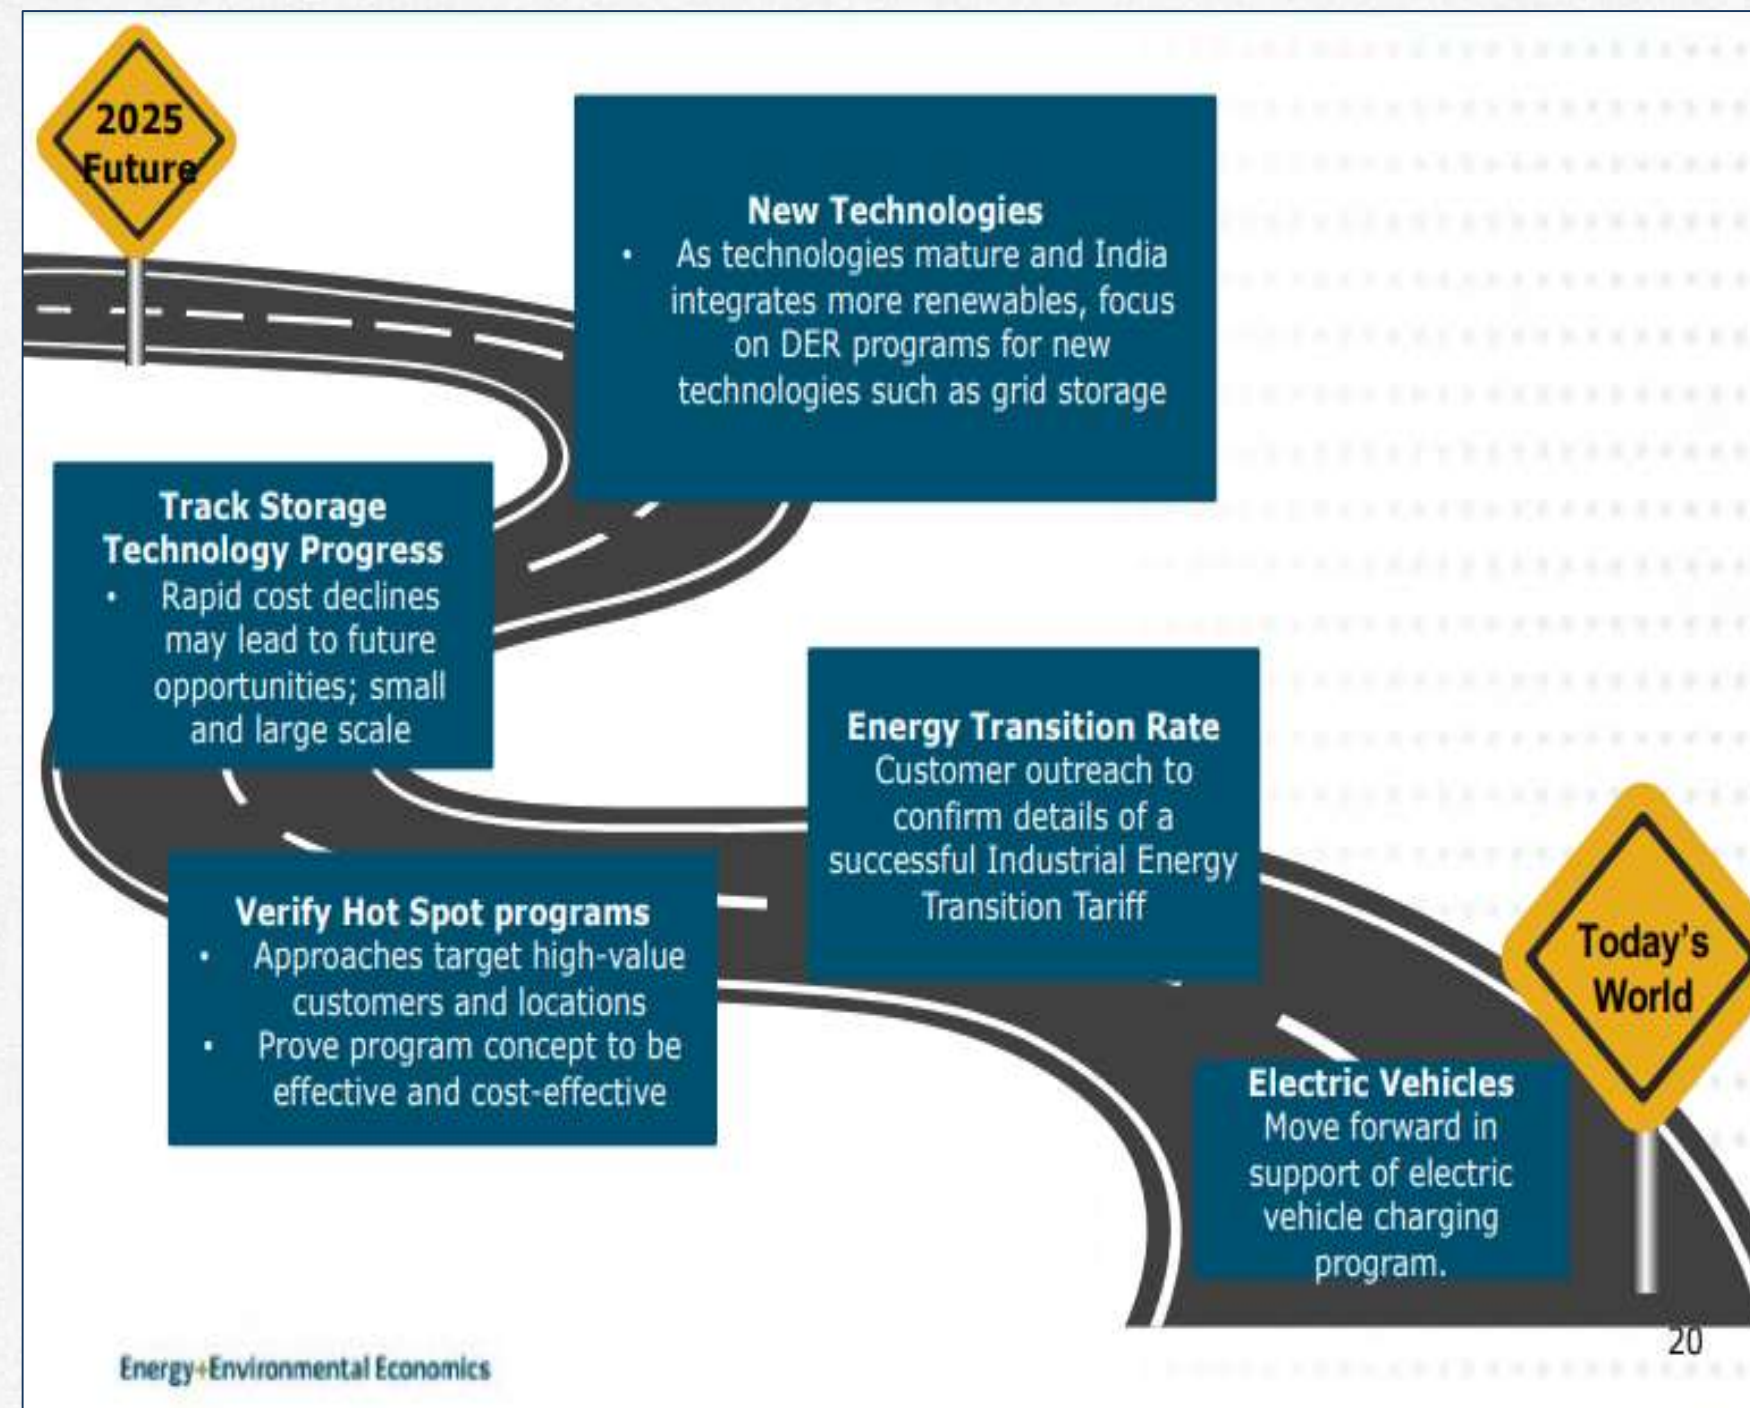 2025
Future
New Technologies
• As technologies mature and India
integrates more renewables, focus
on DER programs for new
technologies such as grid storage
Track Storage
Technology Progress
• Rapid cost declines
may lead to future
opportunities; small
and large scale
Energy Transition Rate
Customer outreach to
confirm details of a
successful Industrial Energy
Transition Tariff
Verify Hot Spot programs
• Approaches target high-value
customers and locations
• Prove program concept to be
effective and cost-effective
Today's
World
Electric Vehicles
Move forward in
support of electric
vehicle charging
program.
20
Energy+Environmental Economics